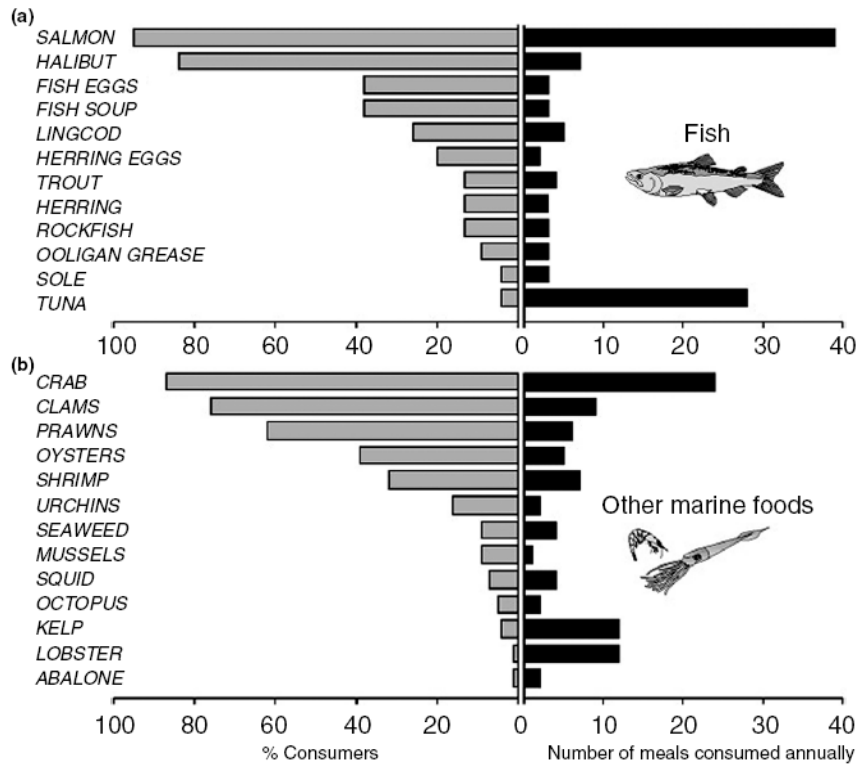 (a)
SALMON
HALIBUT
FISH EGGS
FISH SOUP
LINGCOD
HERRING EGGS
TROUT
HERRING
ROCKFISH
OOLIGAN GREASE
SOLE
TUNA
Fish
100 80 60 40 20 0 10 20 30 40
(b)
CRAB
CLAMS
PRAWNS
OYSTERS
SHRIMP
URCHINS
SEAWEED
MUSSELS
SQUID
OCTOPUS
KELP
LOBSTER
ABALONE
Other marine foods
100 80 60 40 20 0 10 20 30 40
% Consumers Number of meals consumed annually